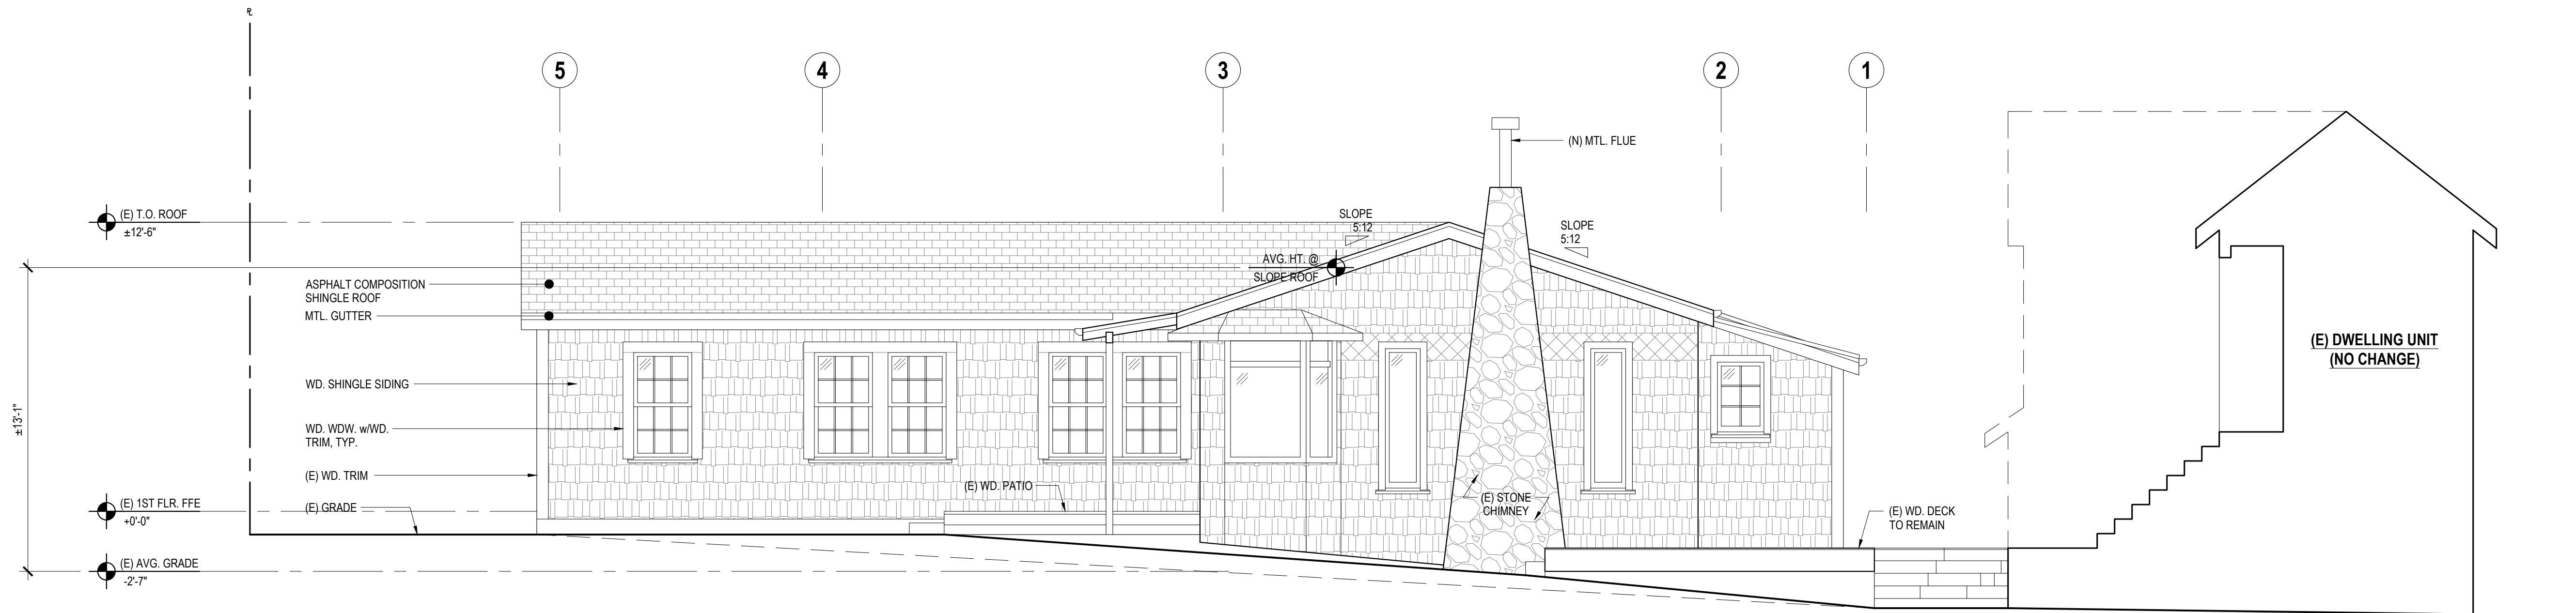 PL
5
4
3
2
1
(N) MTL. FLUE
(E) T.O. ROOF
±12'-6"
SLOPE
5:12
SLOPE
5:12
AVG. HT. @
SLOPE ROOF
ASPHALT COMPOSITION
SHINGLE ROOF
MTL. GUTTER
(E) DWELLING UNIT
(NO CHANGE)
WD. SHINGLE SIDING
±13'-1"
WD. WDW. w/WD.
TRIM, TYP.
(E) WD. TRIM
(E) WD. PATIO
(E) STONE
CHIMNEY
(E) 1ST FLR. FFE
+0'-0"
(E) GRADE
(E) WD. DECK
TO REMAIN
(E) AVG. GRADE
-2'-7"